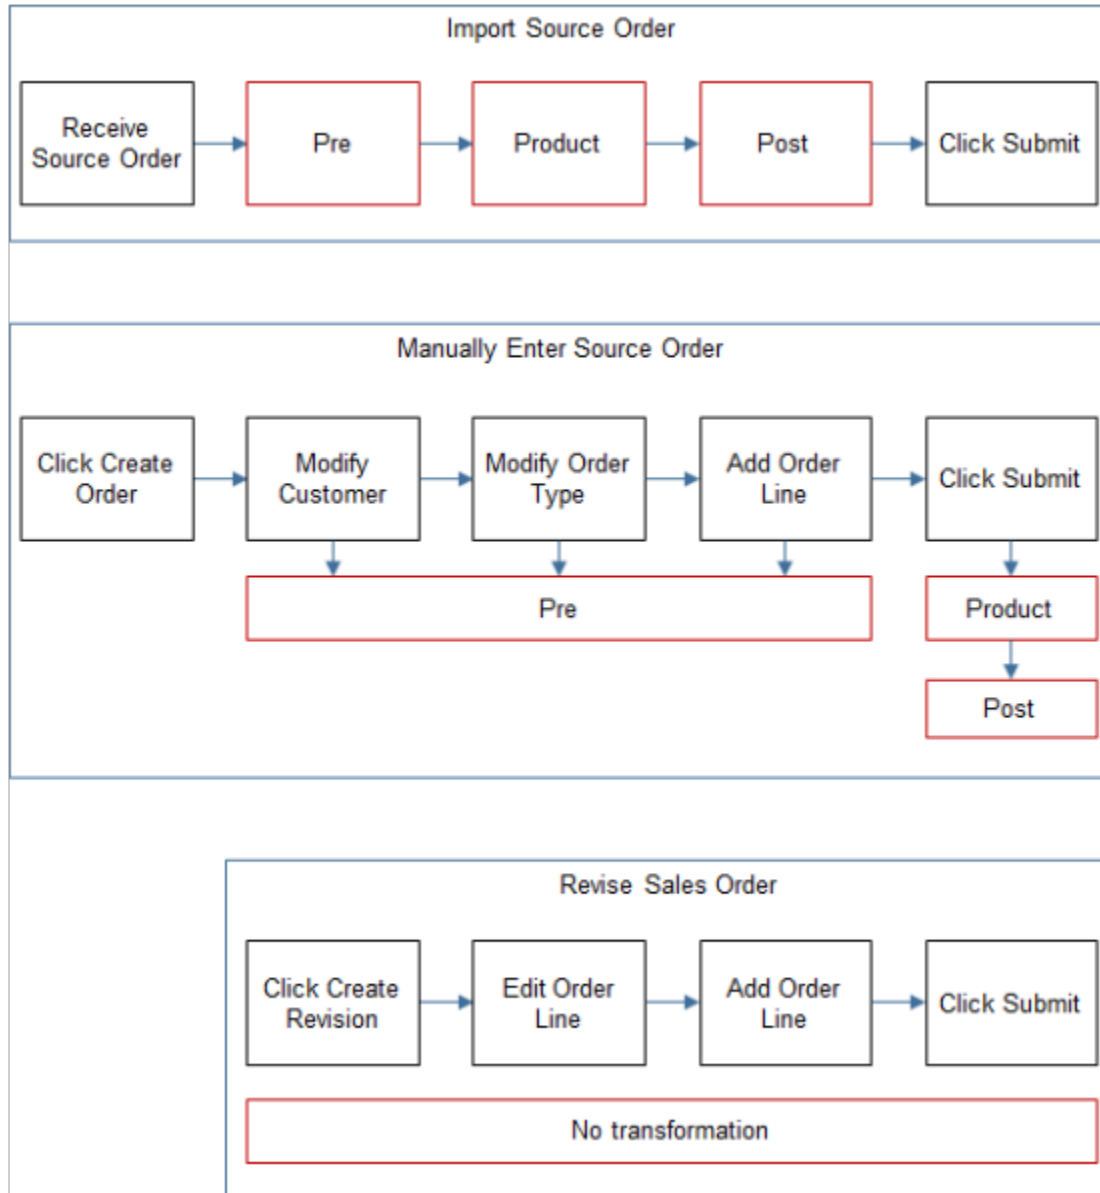 Import Source Order
Receive
Source Order
Pre
Product
Post
Click Submit
Manually Enter Source Order
Click Create
Order
Modify
Customer
Modify Order
Type
Add Order
Line
Click Submit
Pre
Product
Post
Revise Sales Order
Click Create
Revision
Edit Order
Line
Add Order
Line
Click Submit
No transformation